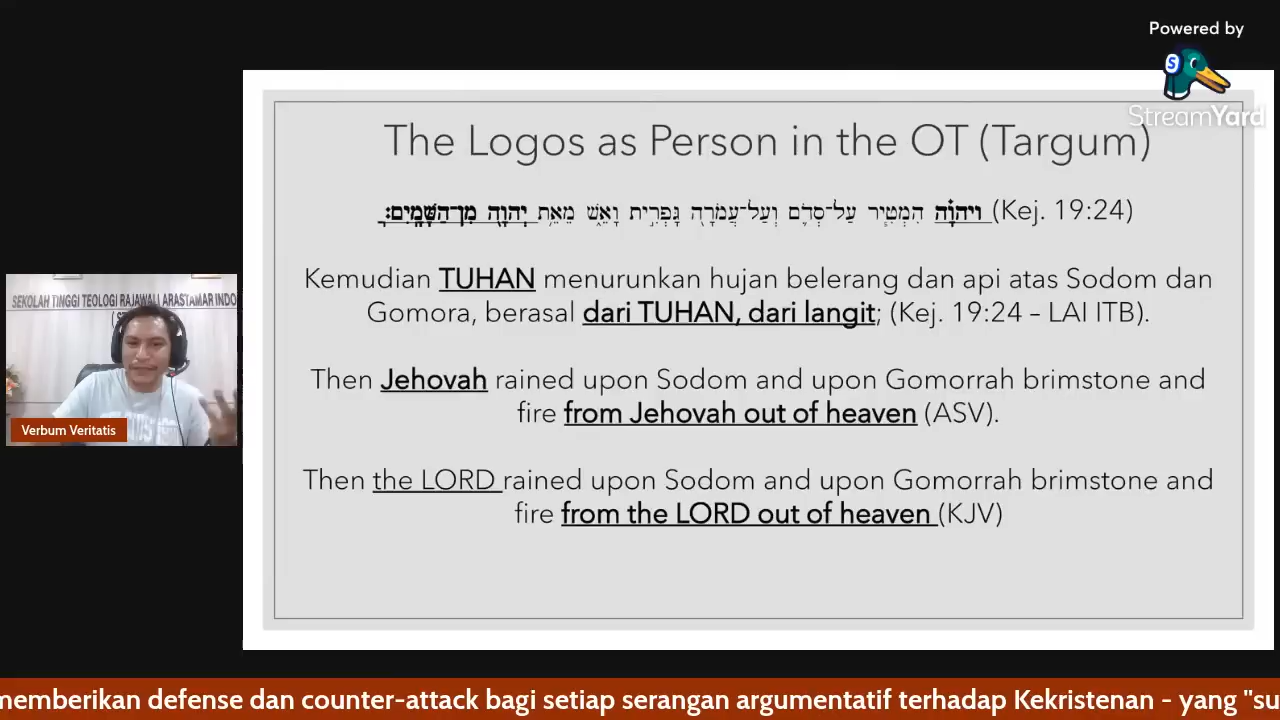 Powered by
StreamYard
The Logos as Person in the OT (Targum)
וַיהוָ֗ה הִמְטִ֧יר עַל־סְדֹ֛ם וְעַל־עֲמֹרָ֖ה גָּפְרִ֣ית וָאֵ֑שׁ מֵאֵ֥ת יְהוָ֖ה מִן־הַשָּׁמָֽיִם׃ (Kej. 19:24)
Kemudian TUHAN menurunkan hujan belerang dan api atas Sodom dan
Gomora, berasal dari TUHAN, dari langit; (Kej. 19:24 – LAI ITB).
Then Jehovah rained upon Sodom and upon Gomorrah brimstone and
fire from Jehovah out of heaven (ASV).
Then the LORD rained upon Sodom and upon Gomorrah brimstone and
fire from the LORD out of heaven (KJV)
SEKOLAH TINGGI TEOLOGI RAJAWALI ARASTAMAR INDO
Verbum Veritatis
memberikan defense dan counter-attack bagi setiap serangan argumentatif terhadap Kekristenan - yang "su